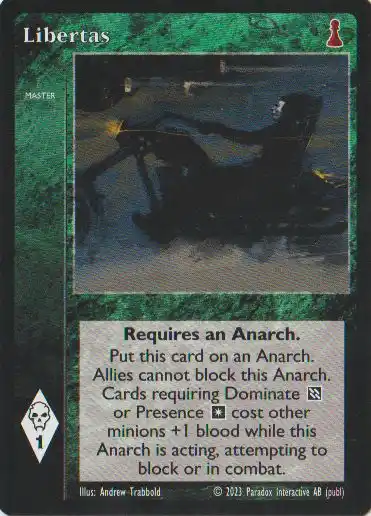 Libertas
MASTER
Requires an Anarch.
Put this card on an Anarch.
Allies cannot block this Anarch.
Cards requiring Dominate
or Presence cost other
minions +1 blood while this
Anarch is acting, attempting to
block or in combat.
1
Illus: Andrew Trabbold © 2023 Paradox Interactive AB (publ)